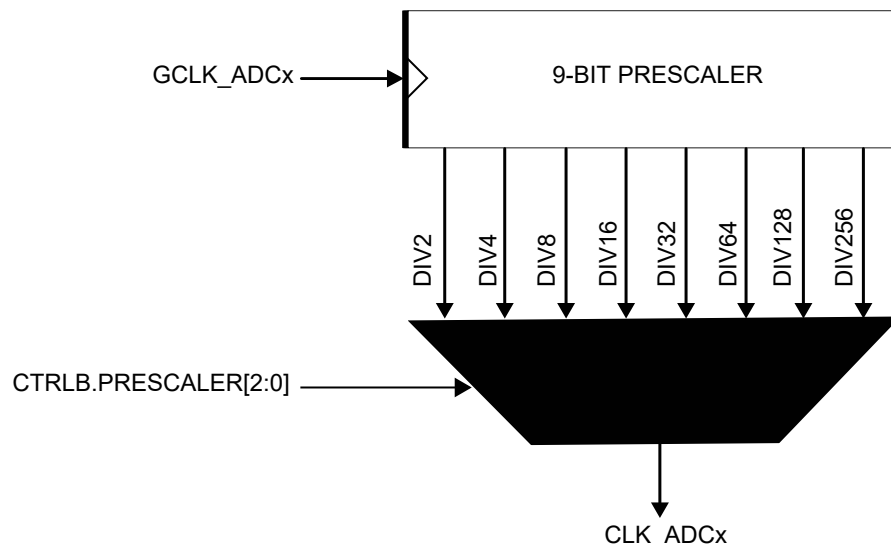 GCLK_ADCx
9-BIT PRESCALER
DIV2
DIV4
DIV8
DIV16
DIV32
DIV64
DIV128
DIV256
CTRLB.PRESCALER[2:0]
CLK_ADCx